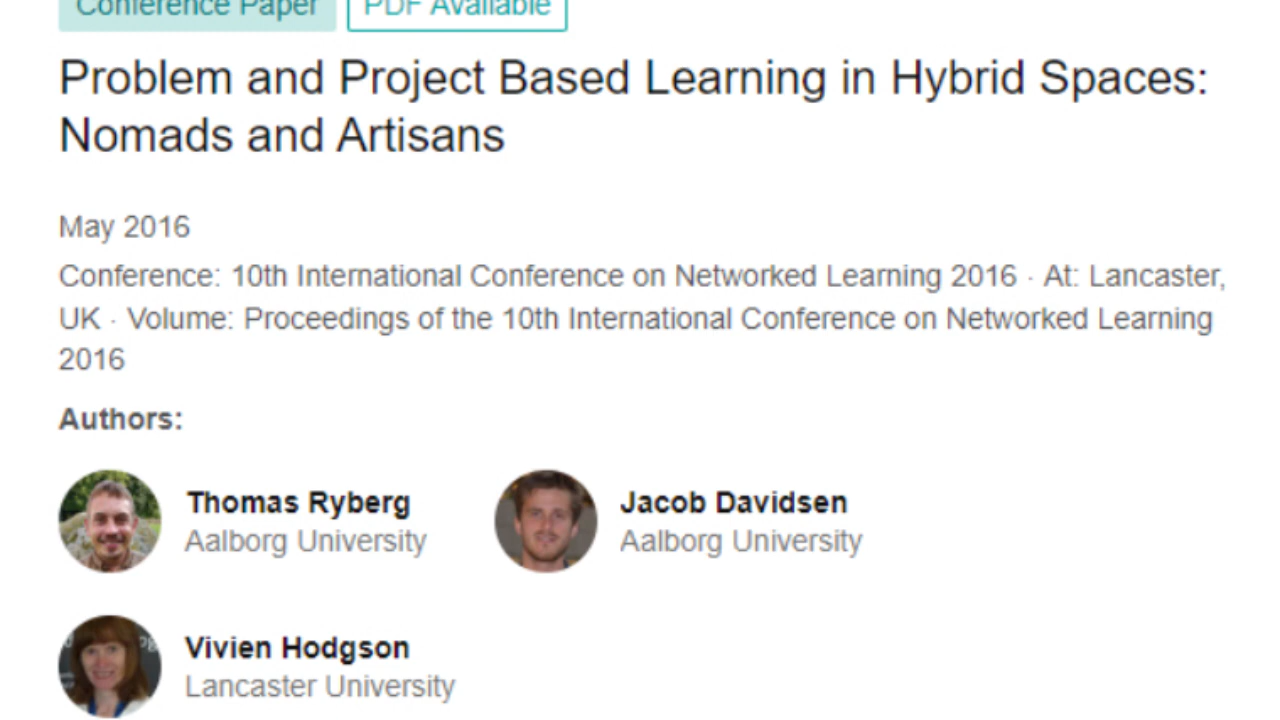 Conference Paper PDF Available
Problem and Project Based Learning in Hybrid Spaces:
Nomads and Artisans
May 2016
Conference: 10th International Conference on Networked Learning 2016 · At: Lancaster,
UK · Volume: Proceedings of the 10th International Conference on Networked Learning
2016
Authors:
Thomas Ryberg Jacob Davidsen
Aalborg University Aalborg University
Vivien Hodgson
Lancaster University